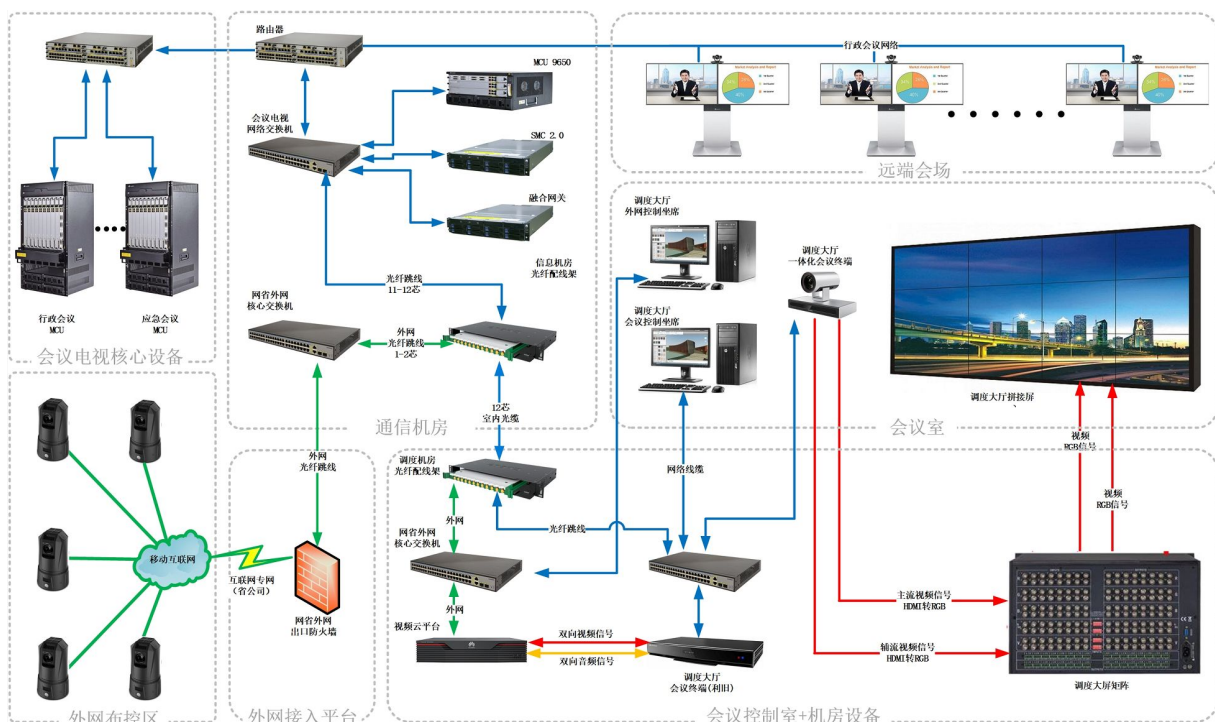 路由器
MCU 9650
会议电视
网络交换机
SMC 2.0
融合网关
信息机房
光纤配线架
光纤跳线
11-12芯
网省外网
核心交换机
外网
光纤跳线
1-2芯
12芯
室内光缆
通信机房
行政会议
MCU
应急会议
MCU
会议电视核心设备
行政会议网络
Market Analysis and Report
Market Analysis and Report
Market Analysis and Report
远端会场
调度大厅
外网控制坐席
调度大厅
会议控制坐席
调度大厅
一体化会议终端
调度大厅拼接屏
、
会议室
视频
RGB信号
视频
RGB信号
移动互联网
外网布控区
互联网专网
(省公司)
外网
光纤跳线
网省外网
出口防火墙
外网接入平台
调度机房
光纤配线架
外网
光纤跳线
网络线缆
网省外网
核心交换机
外网
视频云平台
双向视频信号
双向音频信号
调度大厅
会议终端(利旧)
主流视频信号
HDMI转RGB
辅流视频信号
HDMI转RGB
调度大屏矩阵
会议控制室+机房设备